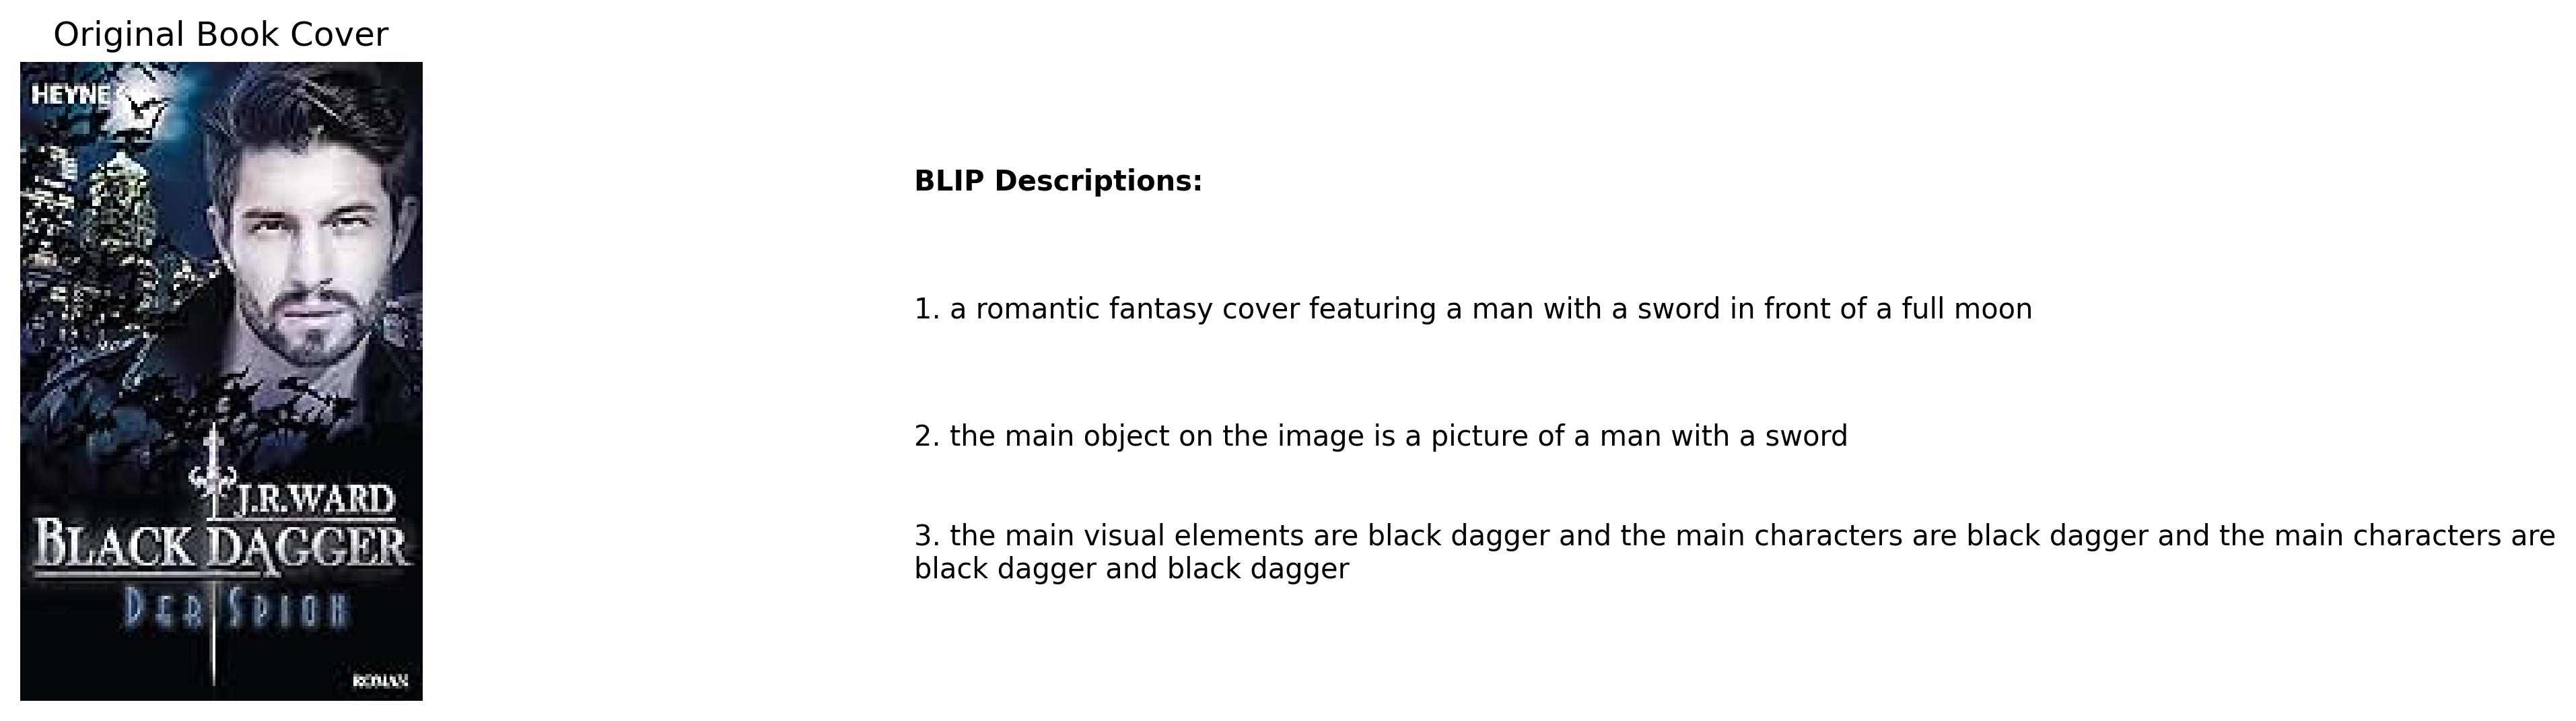 Original Book Cover
HEYNE
J.R.WARD
BLACK DAGGER
DER SPION
ROMAN
BLIP Descriptions:
1. a romantic fantasy cover featuring a man with a sword in front of a full moon
2. the main object on the image is a picture of a man with a sword
3. the main visual elements are black dagger and the main characters are black dagger and the main characters are
black dagger and black dagger